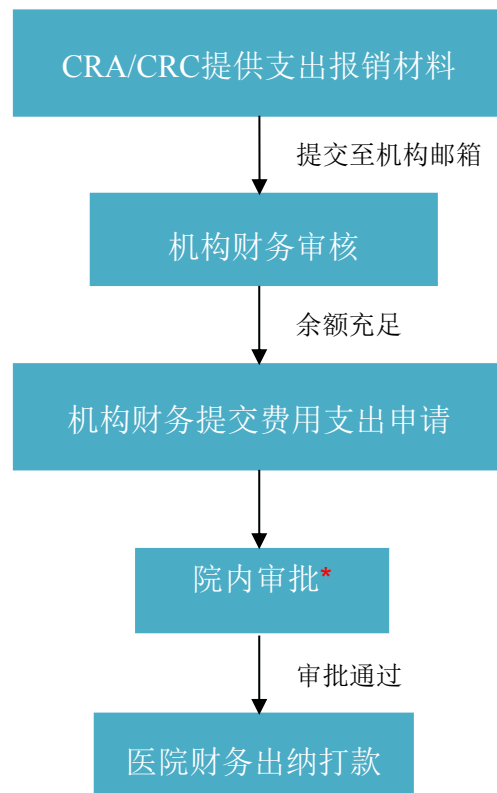 CRA/CRC提供支出报销材料
提交至机构邮箱
机构财务审核
余额充足
机构财务提交费用支出申请
院内审批*
审批通过
医院财务出纳打款